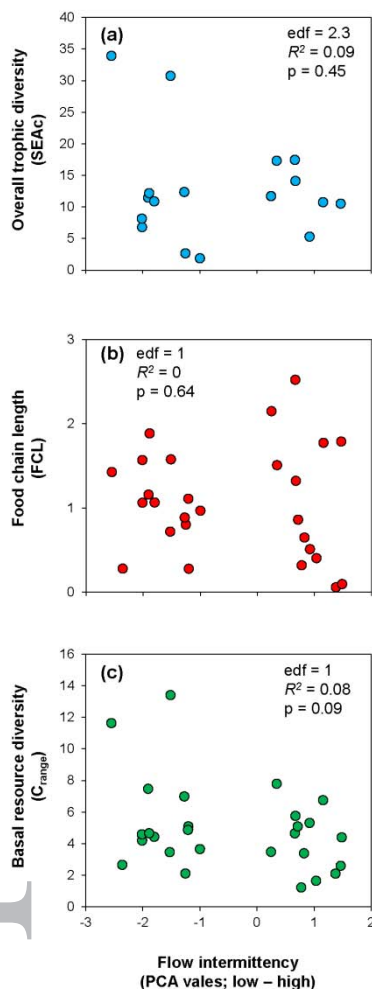 (a)
edf = 2.3
R² = 0.09
p = 0.45
Overall trophic diversity
(SEAc)
40
35
30
25
20
15
10
5
0
(b)
edf = 1
R² = 0
p = 0.64
Food chain length
(FCL)
3
2
1
0
(c)
edf = 1
R² = 0.08
p = 0.09
Basal resource diversity
(Crange)
16
14
12
10
8
6
4
2
0
-3 -2 -1 0 1 2
Flow intermittency
(PCA vales; low – high)